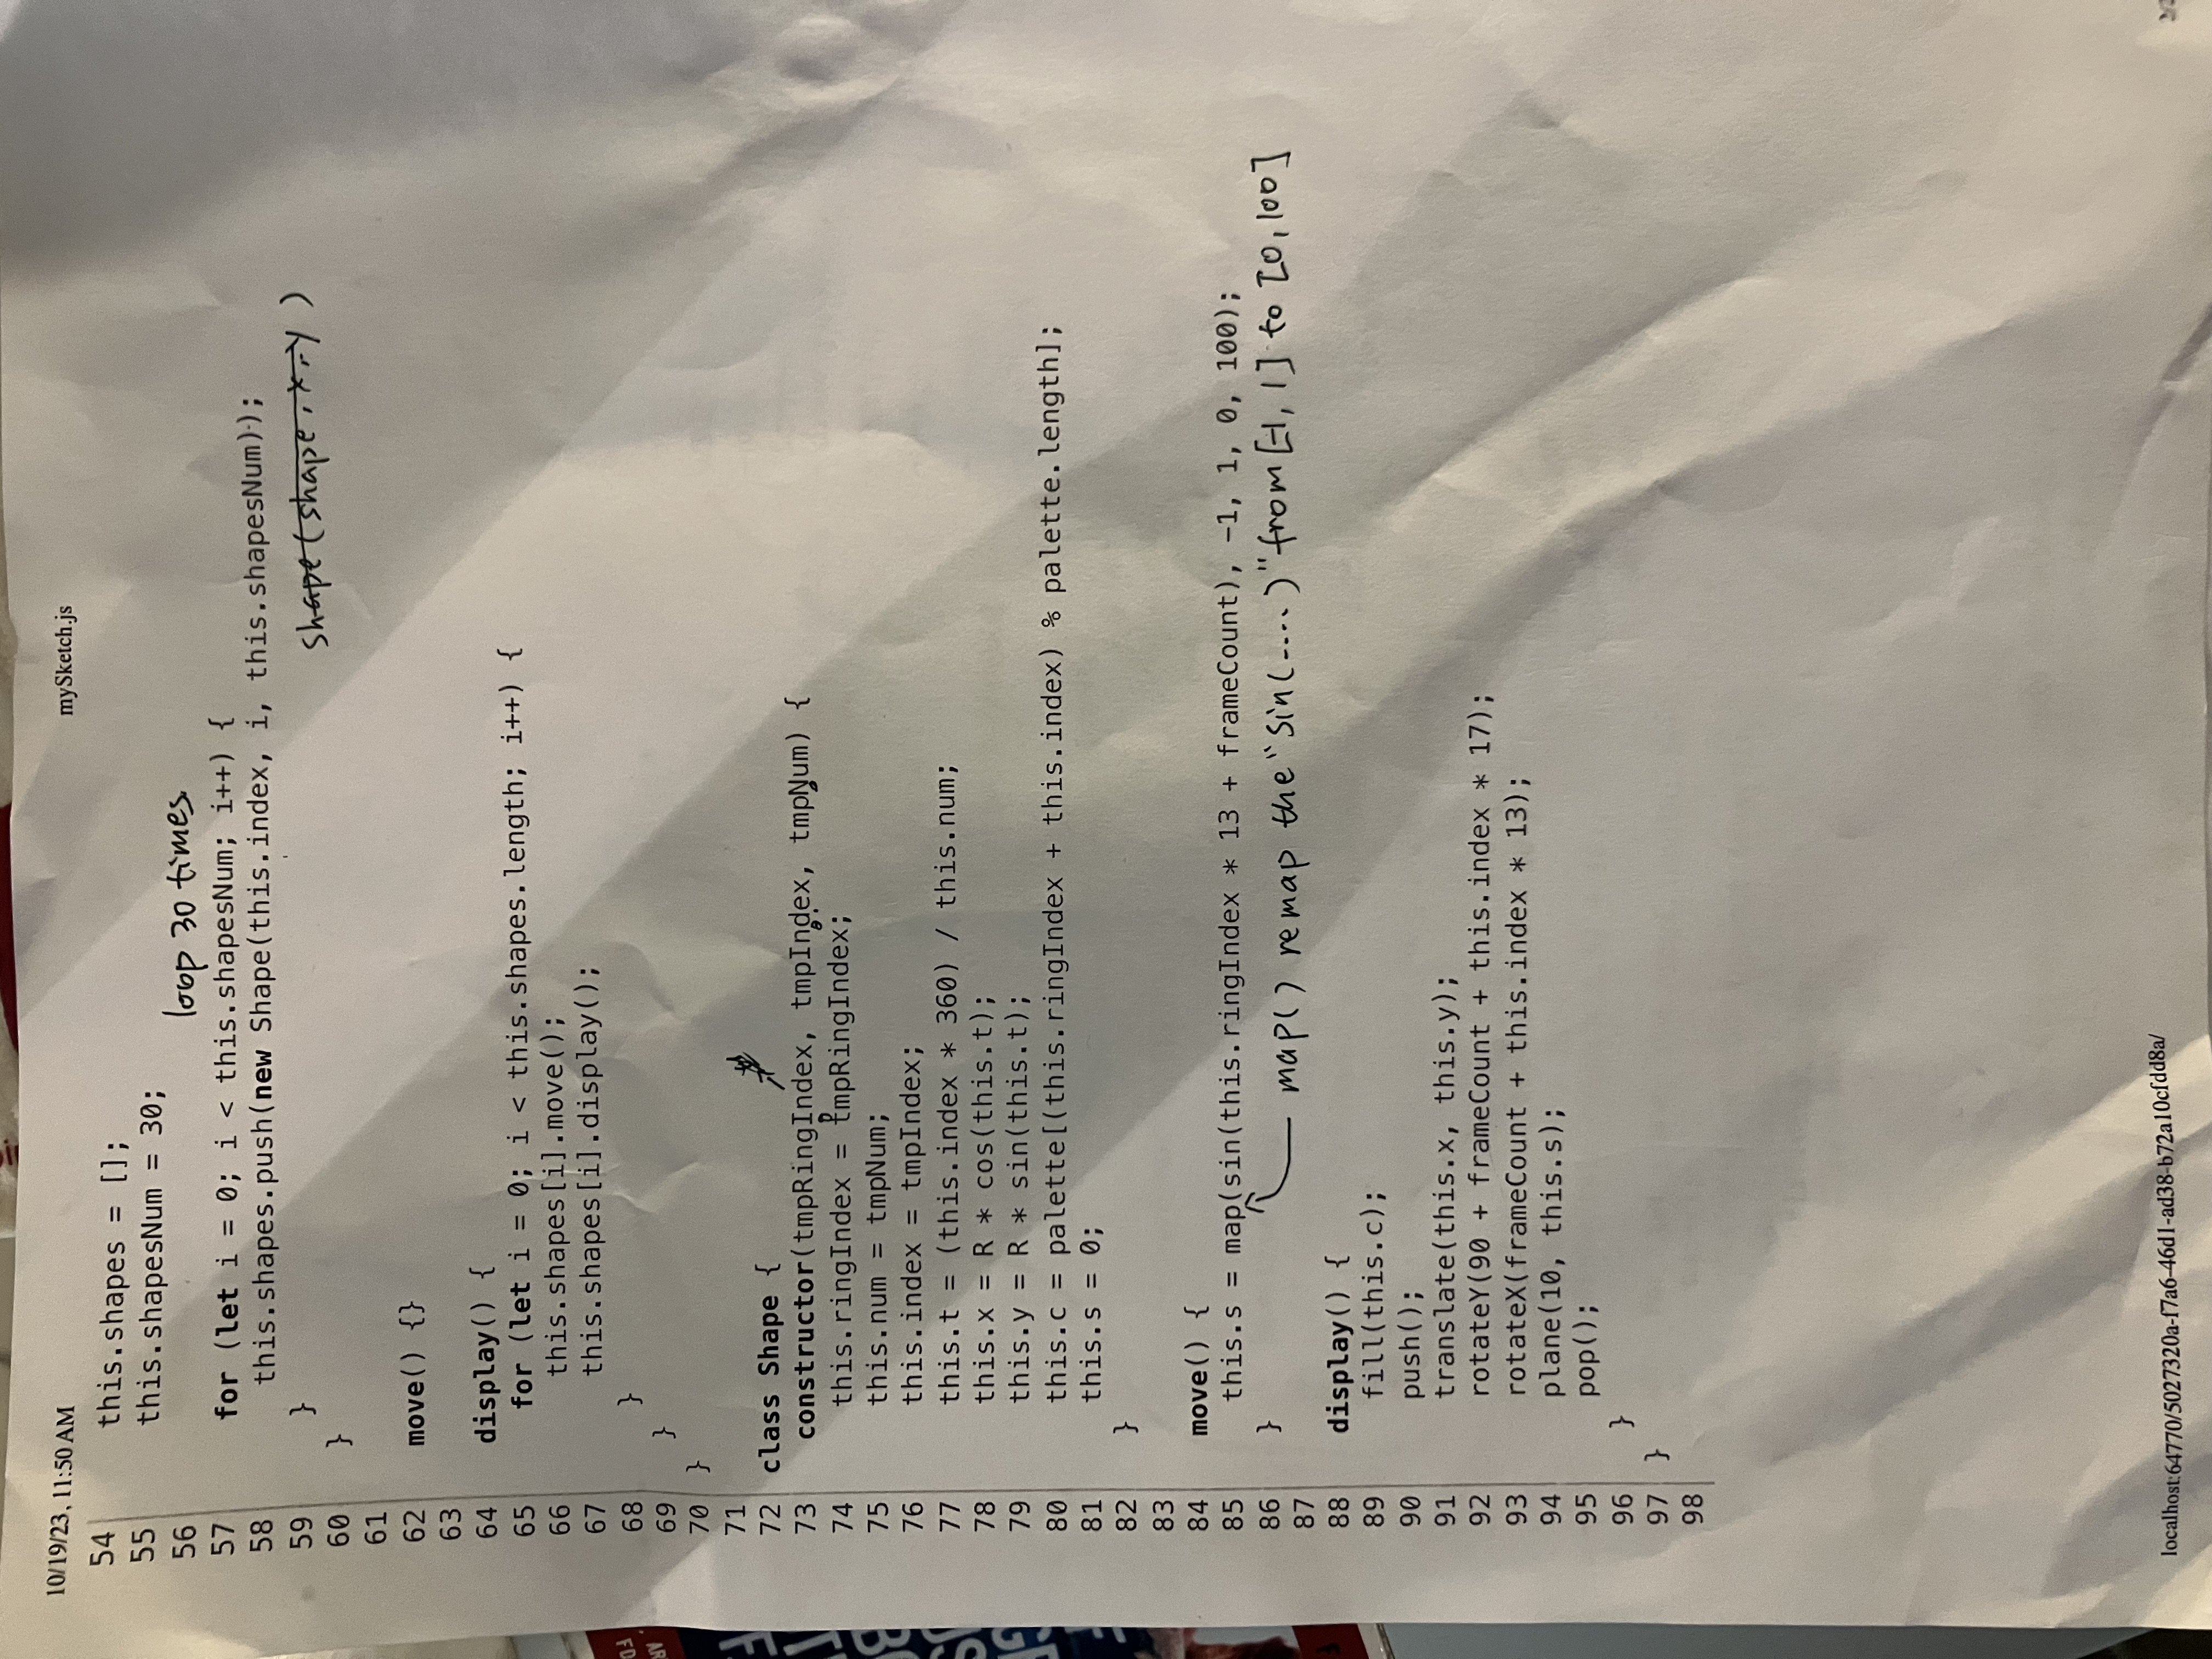 10/19/23, 11:50 AM mySketch.js
54 this.shapes = [];
55 this.shapesNum = 30;
56
loop 30 times
57 for (let i = 0; i < this.shapesNum; i++) {
58 this.shapes.push(new Shape(this.index, i, this.shapesNum));
59 }
shape(shape, x, y )
60 }
61
62 move() {}
63
64 display() {
65 for (let i = 0; i < this.shapes.length; i++) {
66 this.shapes[i].move();
67 this.shapes[i].display();
68 }
69 }
70 }
71
72 class Shape {
73 constructor(tmpRingIndex, tmpIndex, tmpNum) {
74 this.ringIndex = tmpRingIndex;
75 this.num = tmpNum;
76 this.index = tmpIndex;
77 this.t = (this.index * 360) / this.num;
78 this.x = R * cos(this.t);
79 this.y = R * sin(this.t);
80 this.c = palette[(this.ringIndex + this.index) % palette.length];
81 this.s = 0;
82 }
83
84 move() {
85 this.s = map(sin(this.ringIndex * 13 + frameCount), -1, 1, 0, 100);
86 }
map() remap the "sin(....)" from [-1, 1] to [0,100]
87
88 display() {
89 fill(this.c);
90 push();
91 translate(this.x, this.y);
92 rotateY(90 + frameCount + this.index * 17);
93 rotateX(frameCount + this.index * 13);
94 plane(10, this.s);
95 pop();
96 }
97 }
98
localhost:64770/5027320a-f7a6-46d1-ad38-b72a10cfdd8a/